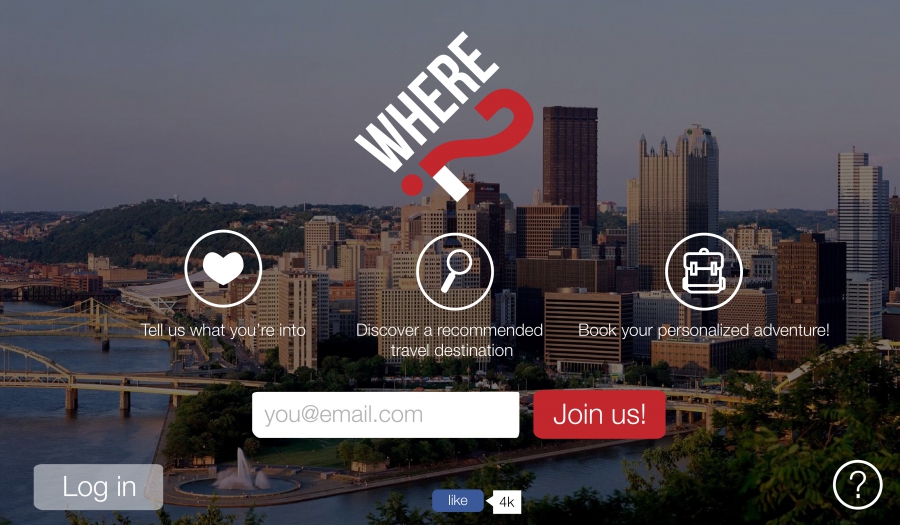 WHERE
?
Tell us what you're into
Discover a recommended
travel destination
Book your personalized adventure!
you@email.com
Join us!
Log in
like
4k
?